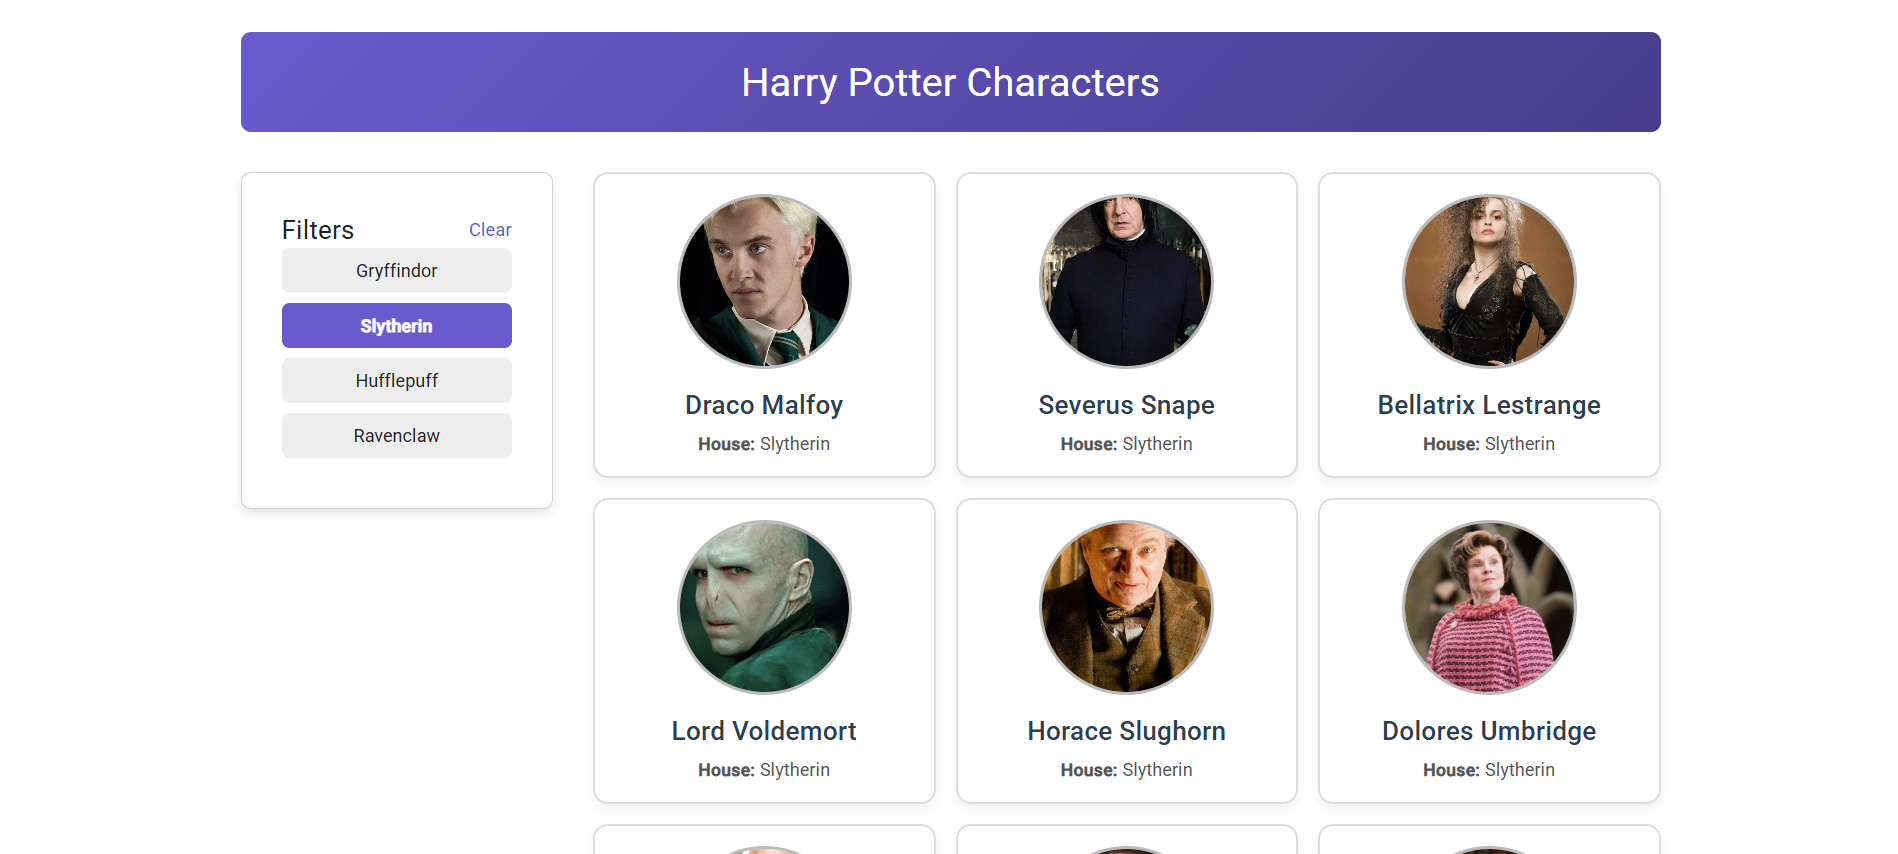 Harry Potter Characters
Filters
Clear
Gryffindor
Slytherin
Hufflepuff
Ravenclaw
Draco Malfoy
House: Slytherin
Severus Snape
House: Slytherin
Bellatrix Lestrange
House: Slytherin
Lord Voldemort
House: Slytherin
Horace Slughorn
House: Slytherin
Dolores Umbridge
House: Slytherin